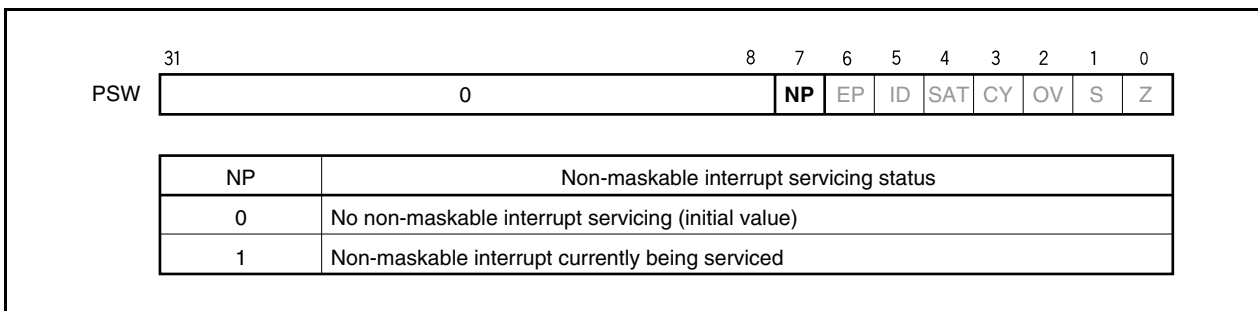 31 8 7 6 5 4 3 2 1 0
PSW 0 NP EP ID SAT CY OV S Z
NP Non-maskable interrupt servicing status
0 No non-maskable interrupt servicing (initial value)
1 Non-maskable interrupt currently being serviced